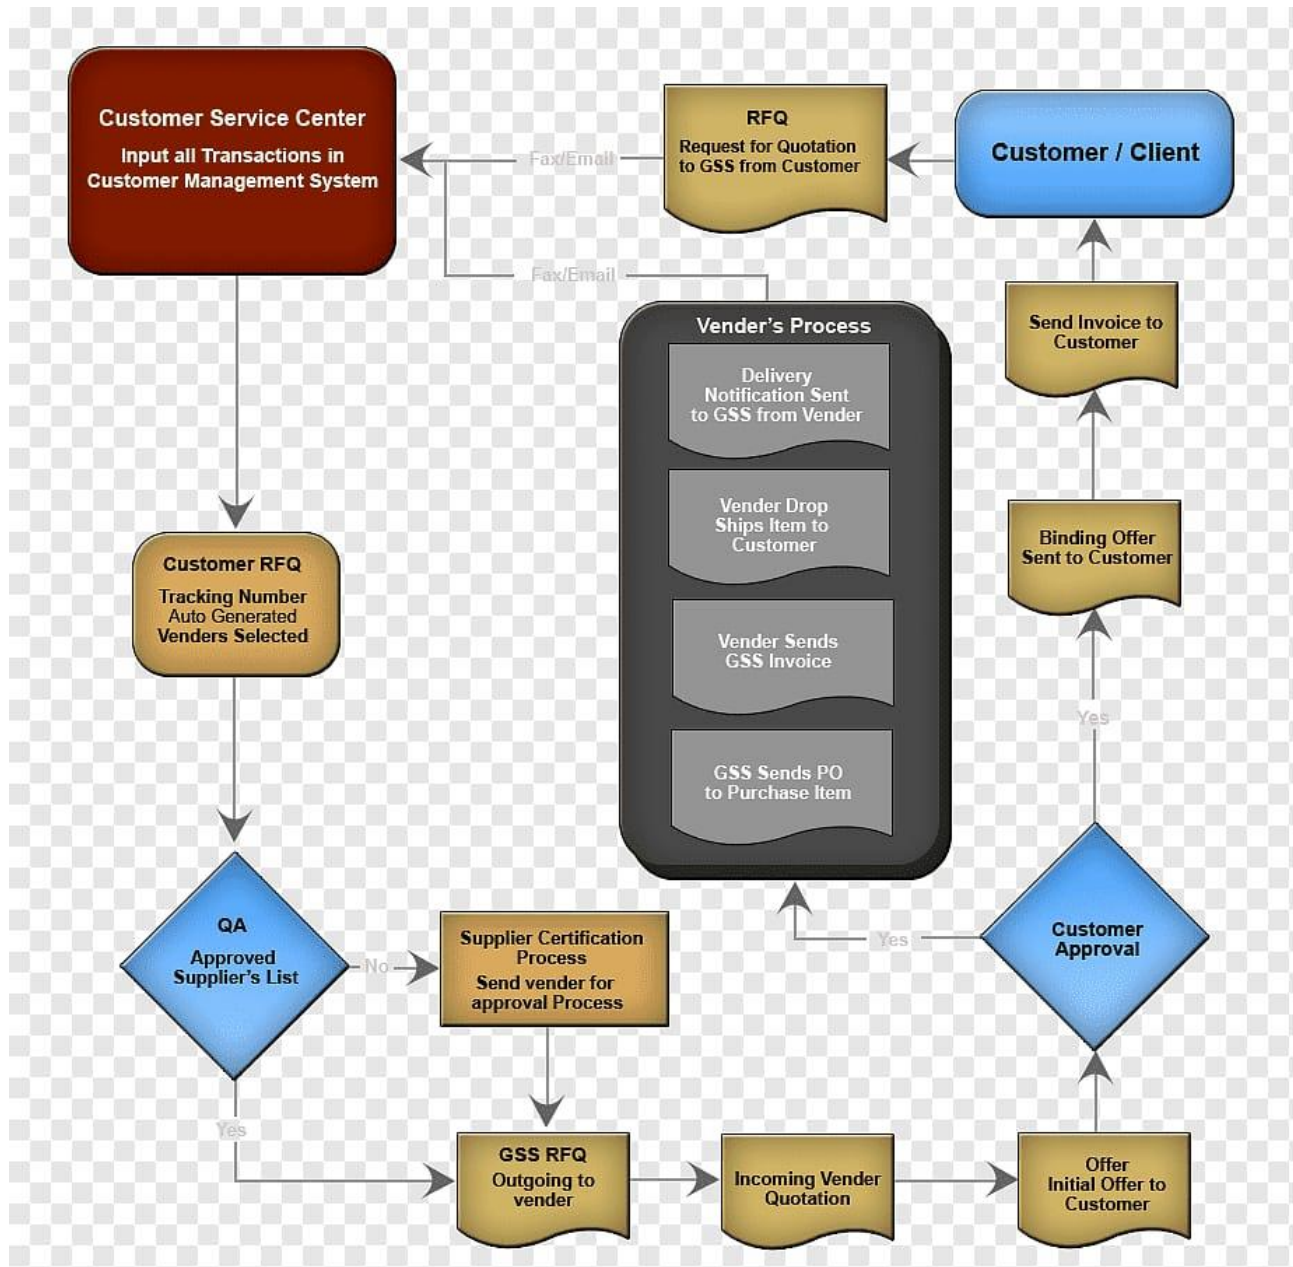 Customer Service Center
Input all Transactions in
Customer Management System
Fax/Email
RFQ
Request for Quotation
to GSS from Customer
Customer / Client
Fax/Email
Vender's Process
Delivery
Notification Sent
to GSS from Vender
Vender Drop
Ships Item to
Customer
Vender Sends
GSS Invoice
GSS Sends PO
to Purchase Item
Send Invoice to
Customer
Binding Offer
Sent to Customer
Yes
Customer RFQ
Tracking Number
Auto Generated
Venders Selected
QA
Approved
Supplier's List
No
Supplier Certification
Process
Send vender for
approval Process
Yes
Customer
Approval
Yes
GSS RFQ
Outgoing to
vender
Incoming Vender
Quotation
Offer
Initial Offer to
Customer